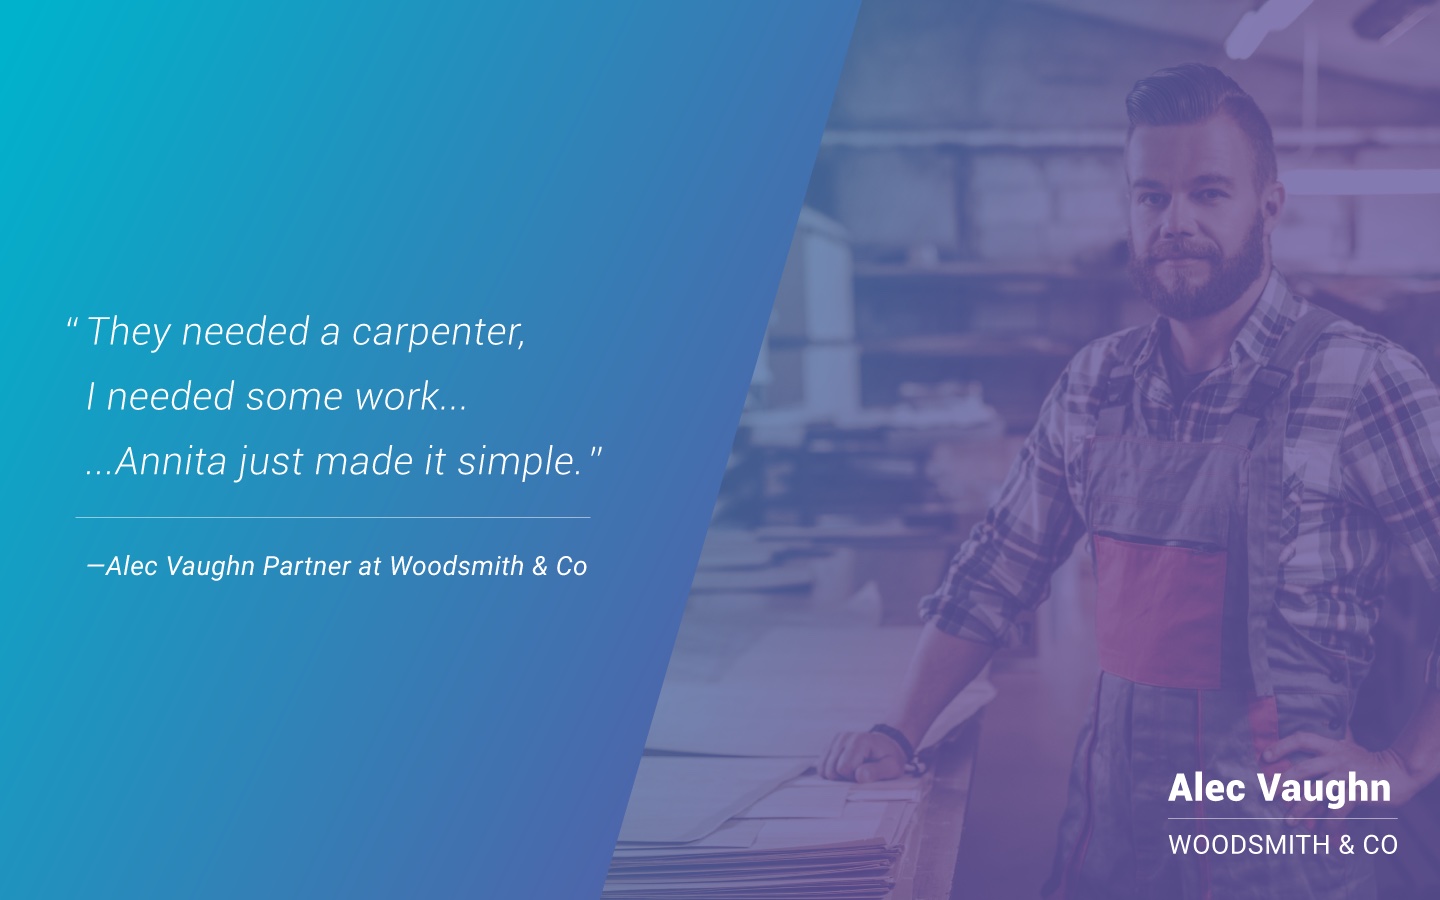 “ They needed a carpenter,
I needed some work...
...Annita just made it simple. ”
—Alec Vaughn Partner at Woodsmith & Co
Alec Vaughn
WOODSMITH & CO